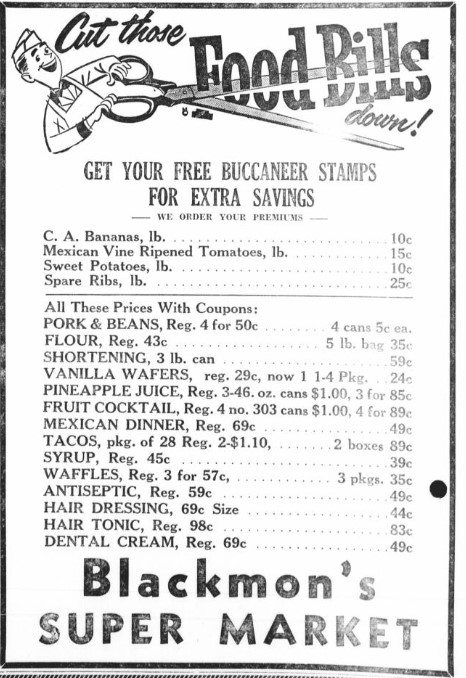 Cut those
Food Bills
down!
GET YOUR FREE BUCCANEER STAMPS
FOR EXTRA SAVINGS
— WE ORDER YOUR PREMIUMS —
C. A. Bananas, lb. . . . . . . . . . . . . . . . . . . . . 10c
Mexican Vine Ripened Tomatoes, lb. . . . . . . . . . . 15c
Sweet Potatoes, lb. . . . . . . . . . . . . . . . . . . . . 10c
Spare Ribs, lb. . . . . . . . . . . . . . . . . . . . . . . 25c
All These Prices With Coupons:
PORK & BEANS, Reg. 4 for 50c . . . . . . . . 4 cans 5c ea.
FLOUR, Reg. 43c . . . . . . . . . . . . . . . 5 lb. bag 35c
SHORTENING, 3 lb. can . . . . . . . . . . . . . . . . . 59c
VANILLA WAFERS, reg. 29c, now 1 1-4 Pkg. . 24c
PINEAPPLE JUICE, Reg. 3-46. oz. cans $1.00, 3 for 85c
FRUIT COCKTAIL, Reg. 4 no. 303 cans $1.00, 4 for 89c
MEXICAN DINNER, Reg. 69c . . . . . . . . . . . . . . 49c
TACOS, pkg. of 28 Reg. 2-$1.10, . . . . . . . 2 boxes 89c
SYRUP, Reg. 45c . . . . . . . . . . . . . . . . . . . . . 39c
WAFFLES, Reg. 3 for 57c, . . . . . . . . . . . 3 pkgs. 35c
ANTISEPTIC, Reg. 59c . . . . . . . . . . . . . . . . . 49c
HAIR DRESSING, 69c Size . . . . . . . . . . . . . . . 44c
HAIR TONIC, Reg. 98c . . . . . . . . . . . . . . . . . 83c
DENTAL CREAM, Reg. 69c . . . . . . . . . . . . . . . 49c
Blackmon's
SUPER MARKET